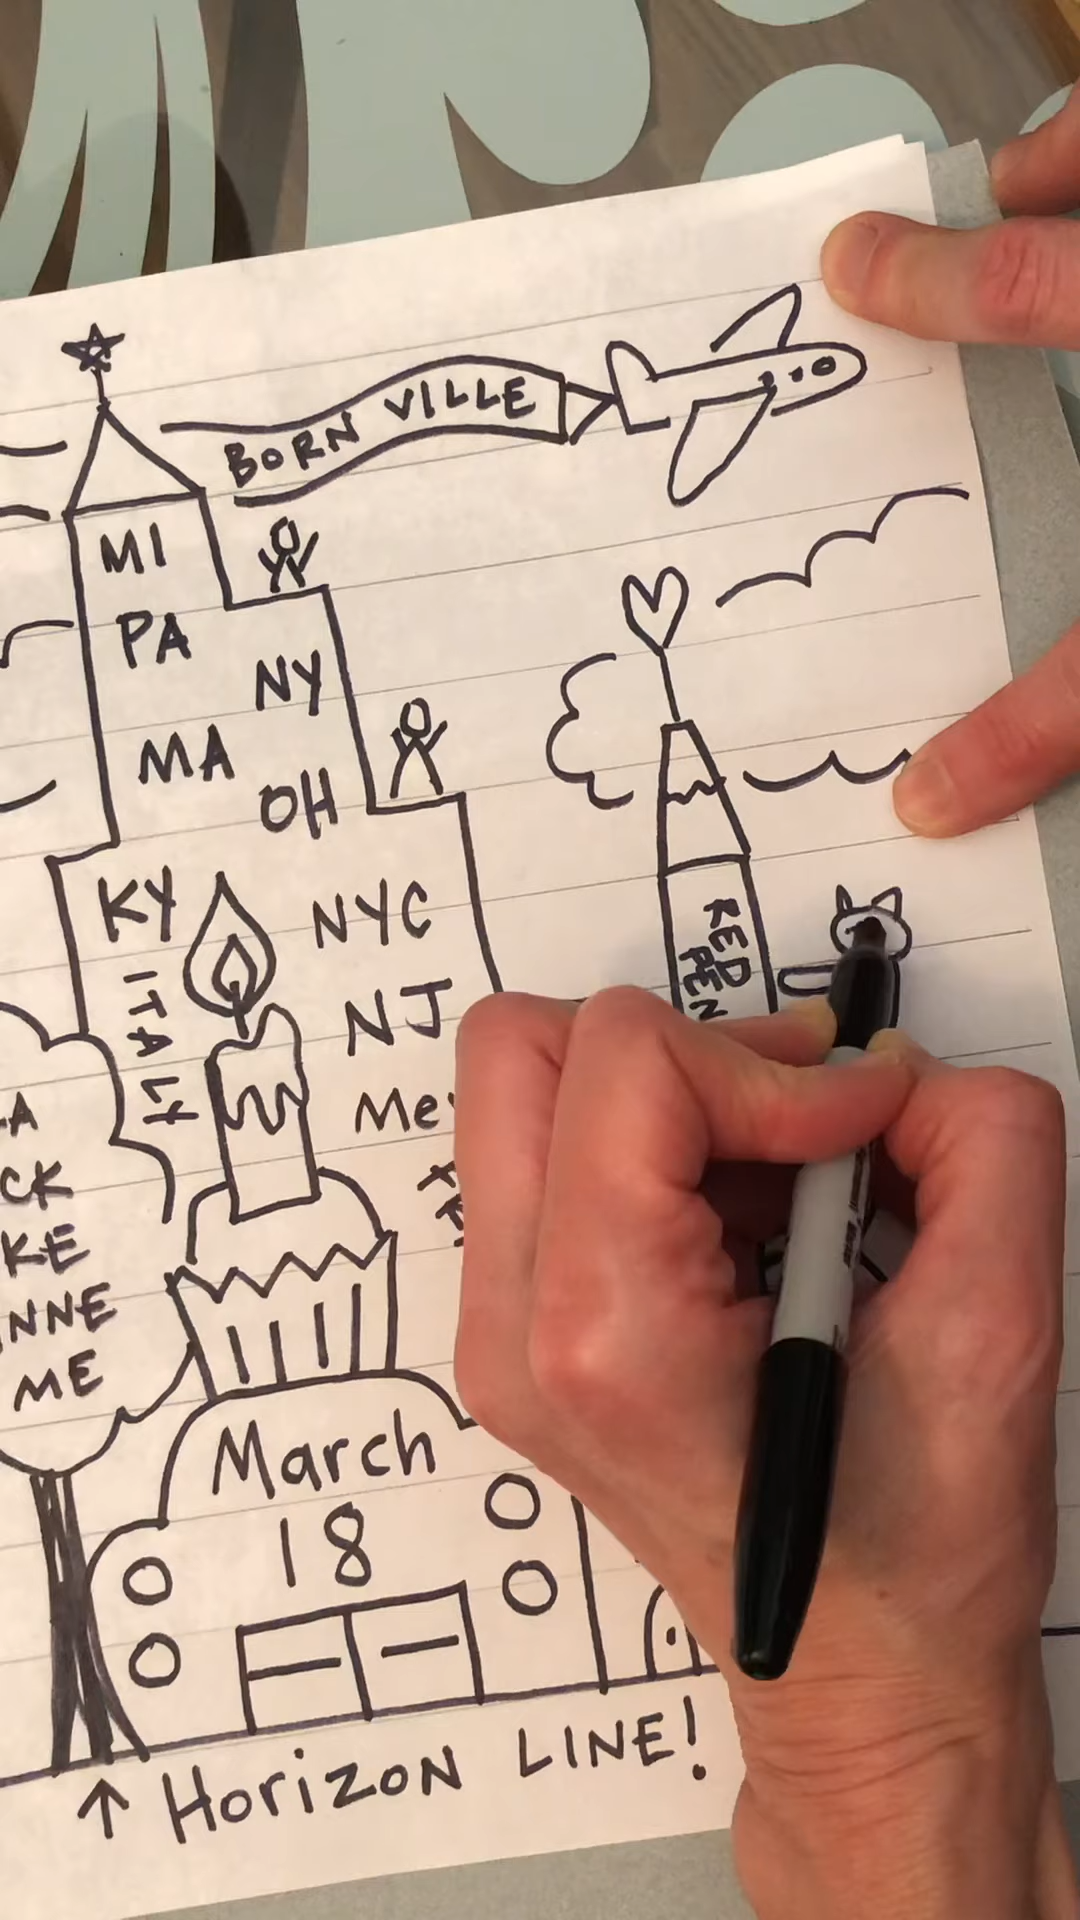 BORN VILLE
MI
PA
NY
MA
OH
KY
NYC
ITALY
NJ
Me
RED
PEN
A
CK
KE
NNE
ME
March
18
↑ Horizon LINE!